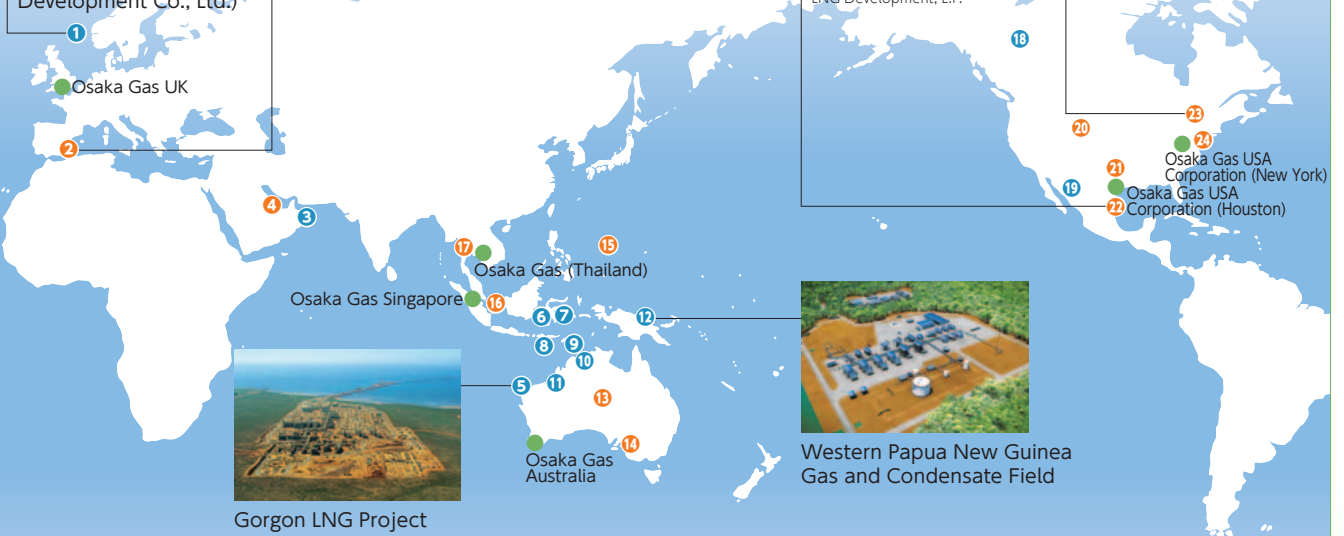 Development Co., Ltd.)
LNG Development, L.P.
1
18
Osaka Gas UK
23
20
24
2
Osaka Gas USA
Corporation (New York)
21
19
Osaka Gas USA
22
Corporation (Houston)
4
3
17
15
Osaka Gas (Thailand)
Osaka Gas Singapore
16
6
7
12
8
9
10
5
11
13
14
Osaka Gas
Australia
Western Papua New Guinea
Gas and Condensate Field
Gorgon LNG Project